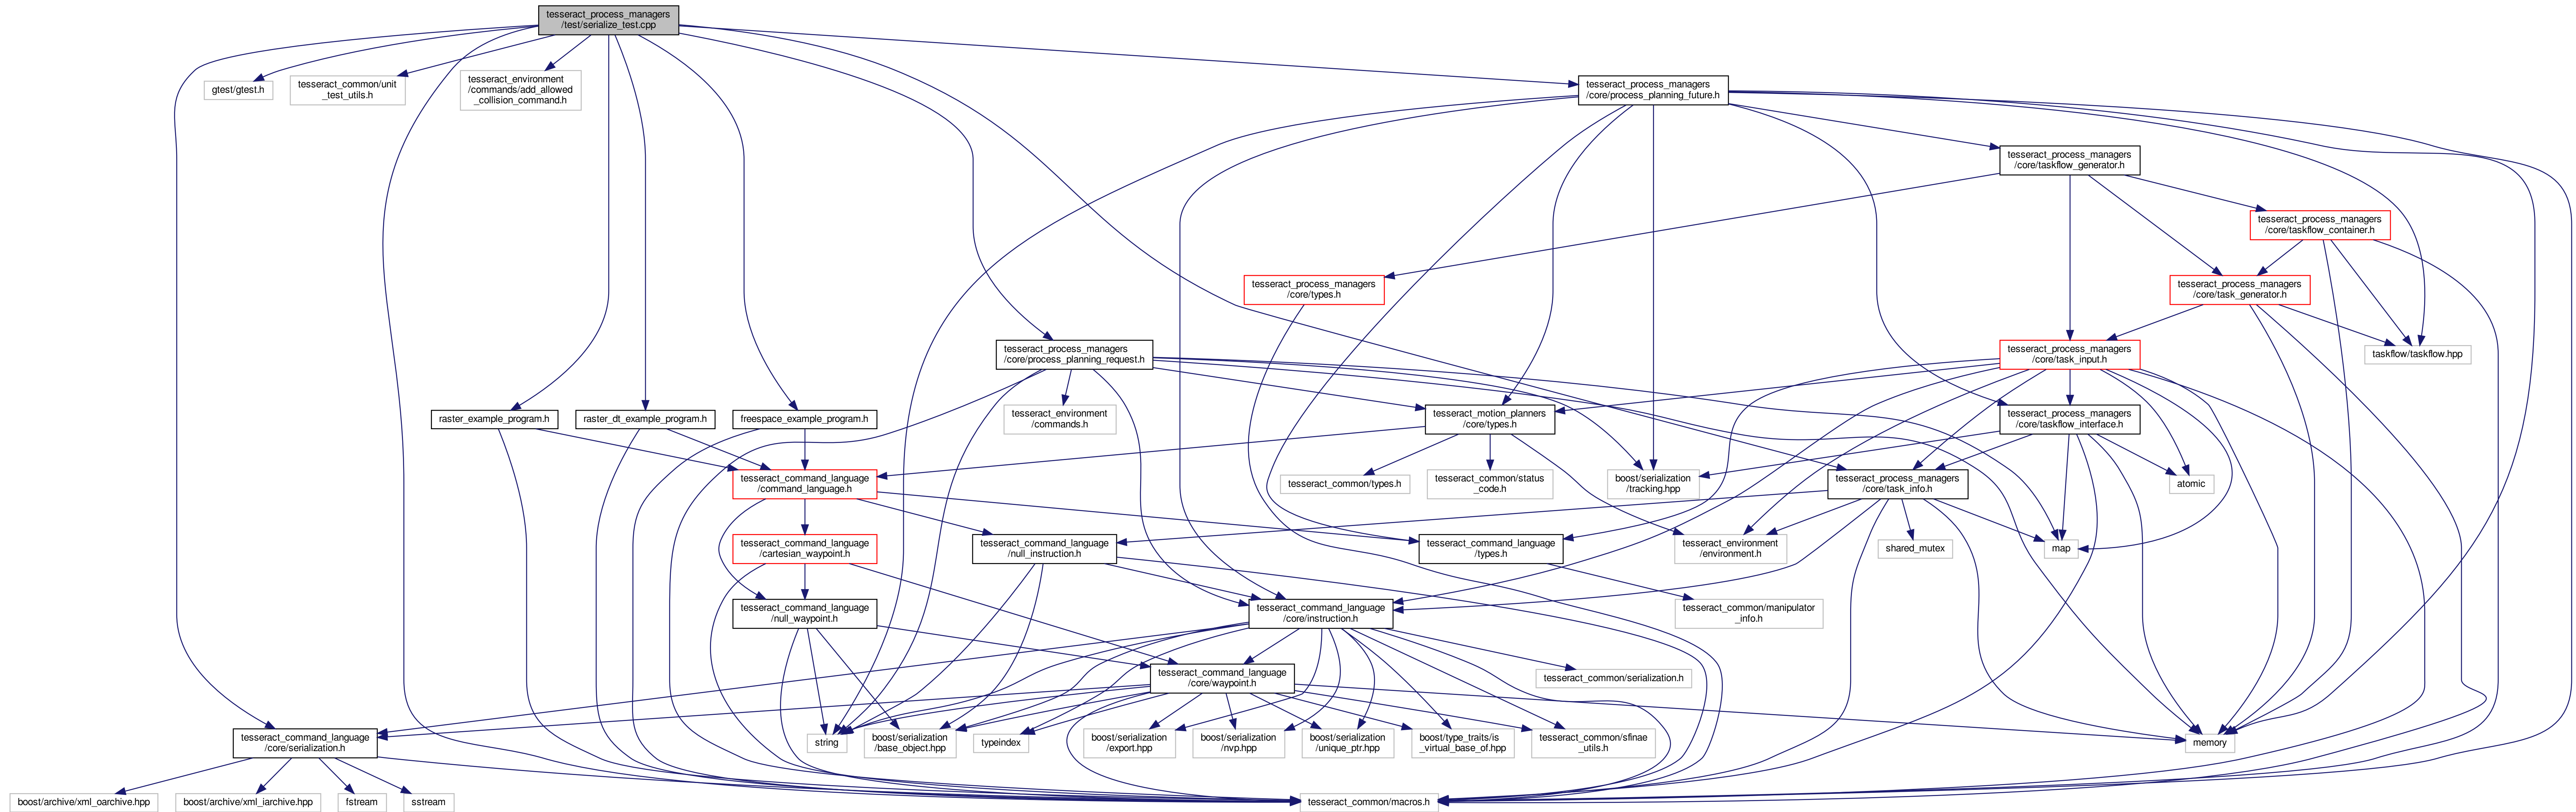 tesseract_process_managers
/test/serialize_test.cpp
gtest/gtest.h
tesseract_common/unit
_test_utils.h
tesseract_environment
/commands/add_allowed
_collision_command.h
tesseract_process_managers
/core/process_planning_future.h
tesseract_process_managers
/core/taskflow_generator.h
tesseract_process_managers
/core/taskflow_container.h
tesseract_process_managers
/core/types.h
tesseract_process_managers
/core/task_generator.h
tesseract_process_managers
/core/process_planning_request.h
tesseract_process_managers
/core/task_input.h
taskflow/taskflow.hpp
raster_example_program.h
raster_dt_example_program.h
freespace_example_program.h
tesseract_environment
/commands.h
tesseract_motion_planners
/core/types.h
tesseract_process_managers
/core/taskflow_interface.h
tesseract_command_language
/command_language.h
tesseract_common/types.h
tesseract_common/status
_code.h
boost/serialization
/tracking.hpp
tesseract_process_managers
/core/task_info.h
atomic
tesseract_command_language
/cartesian_waypoint.h
tesseract_command_language
/null_instruction.h
tesseract_command_language
/types.h
tesseract_environment
/environment.h
shared_mutex
map
tesseract_command_language
/null_waypoint.h
tesseract_command_language
/core/instruction.h
tesseract_common/manipulator
_info.h
tesseract_command_language
/core/waypoint.h
tesseract_common/serialization.h
tesseract_command_language
/core/serialization.h
string
boost/serialization
/base_object.hpp
typeindex
boost/serialization
/export.hpp
boost/serialization
/nvp.hpp
boost/serialization
/unique_ptr.hpp
boost/type_traits/is
_virtual_base_of.hpp
tesseract_common/sfinae
_utils.h
memory
boost/archive/xml_oarchive.hpp
boost/archive/xml_iarchive.hpp
fstream
sstream
tesseract_common/macros.h